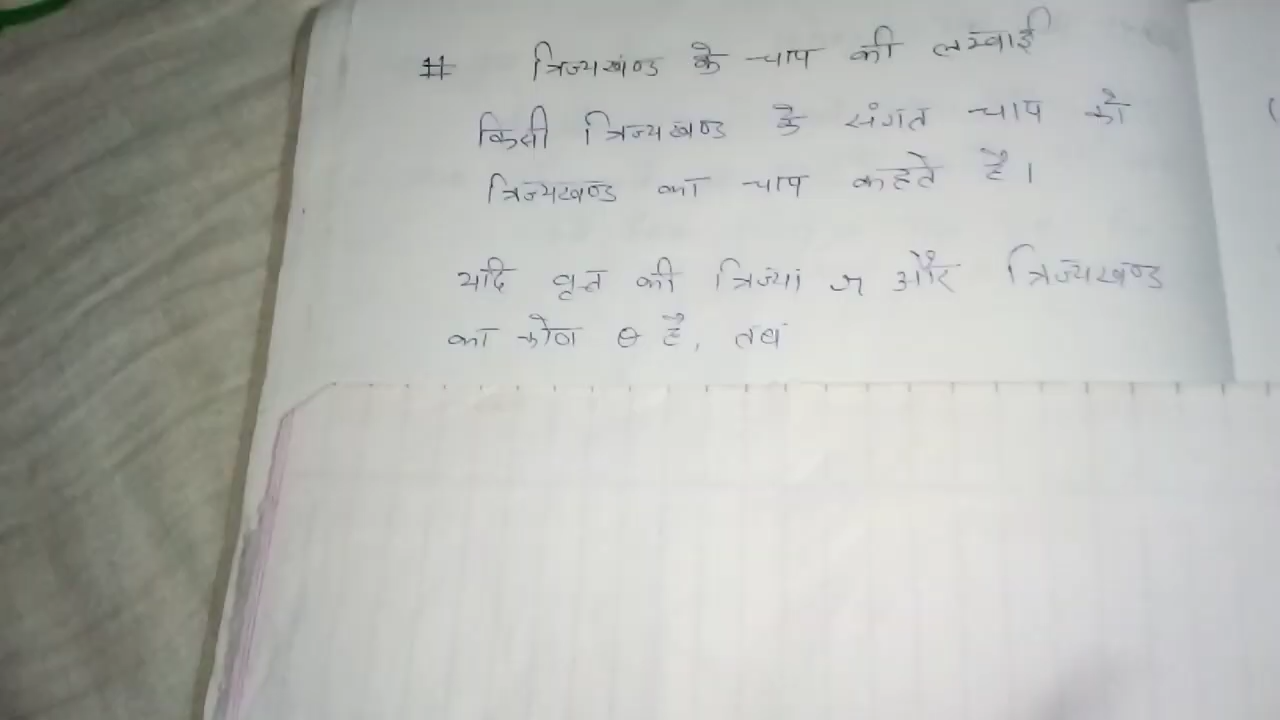 # त्रिज्यखंण्ड के चाप की लम्बाई
किसी त्रिज्यखण्ड के संगत चाप को
त्रिज्यखण्ड का चाप कहते है।
यदि वृत्त की त्रिज्यां r और त्रिज्यखण्ड
का कोण θ है, तब